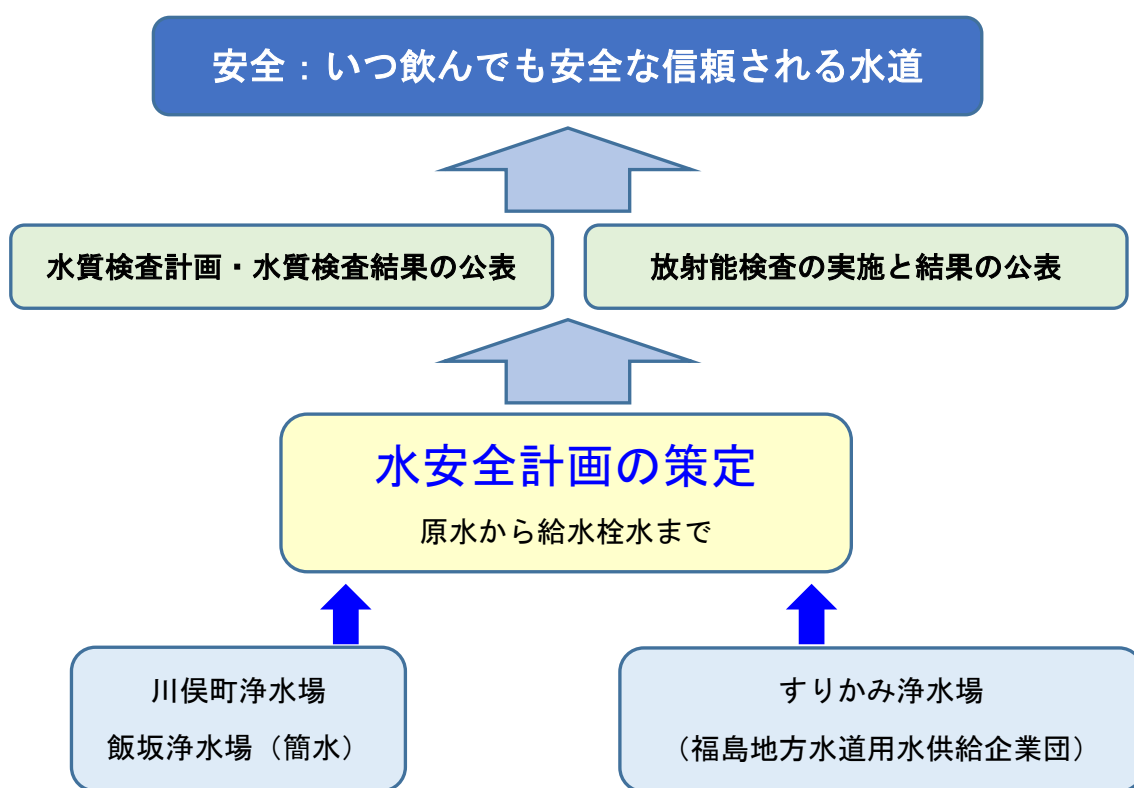 安全：いつ飲んでも安全な信頼される水道
水質検査計画・水質検査結果の公表
放射能検査の実施と結果の公表
水安全計画の策定
原水から給水栓水まで
川俣町浄水場
飯坂浄水場（簡水）
すりかみ浄水場
（福島地方水道用水供給企業団）